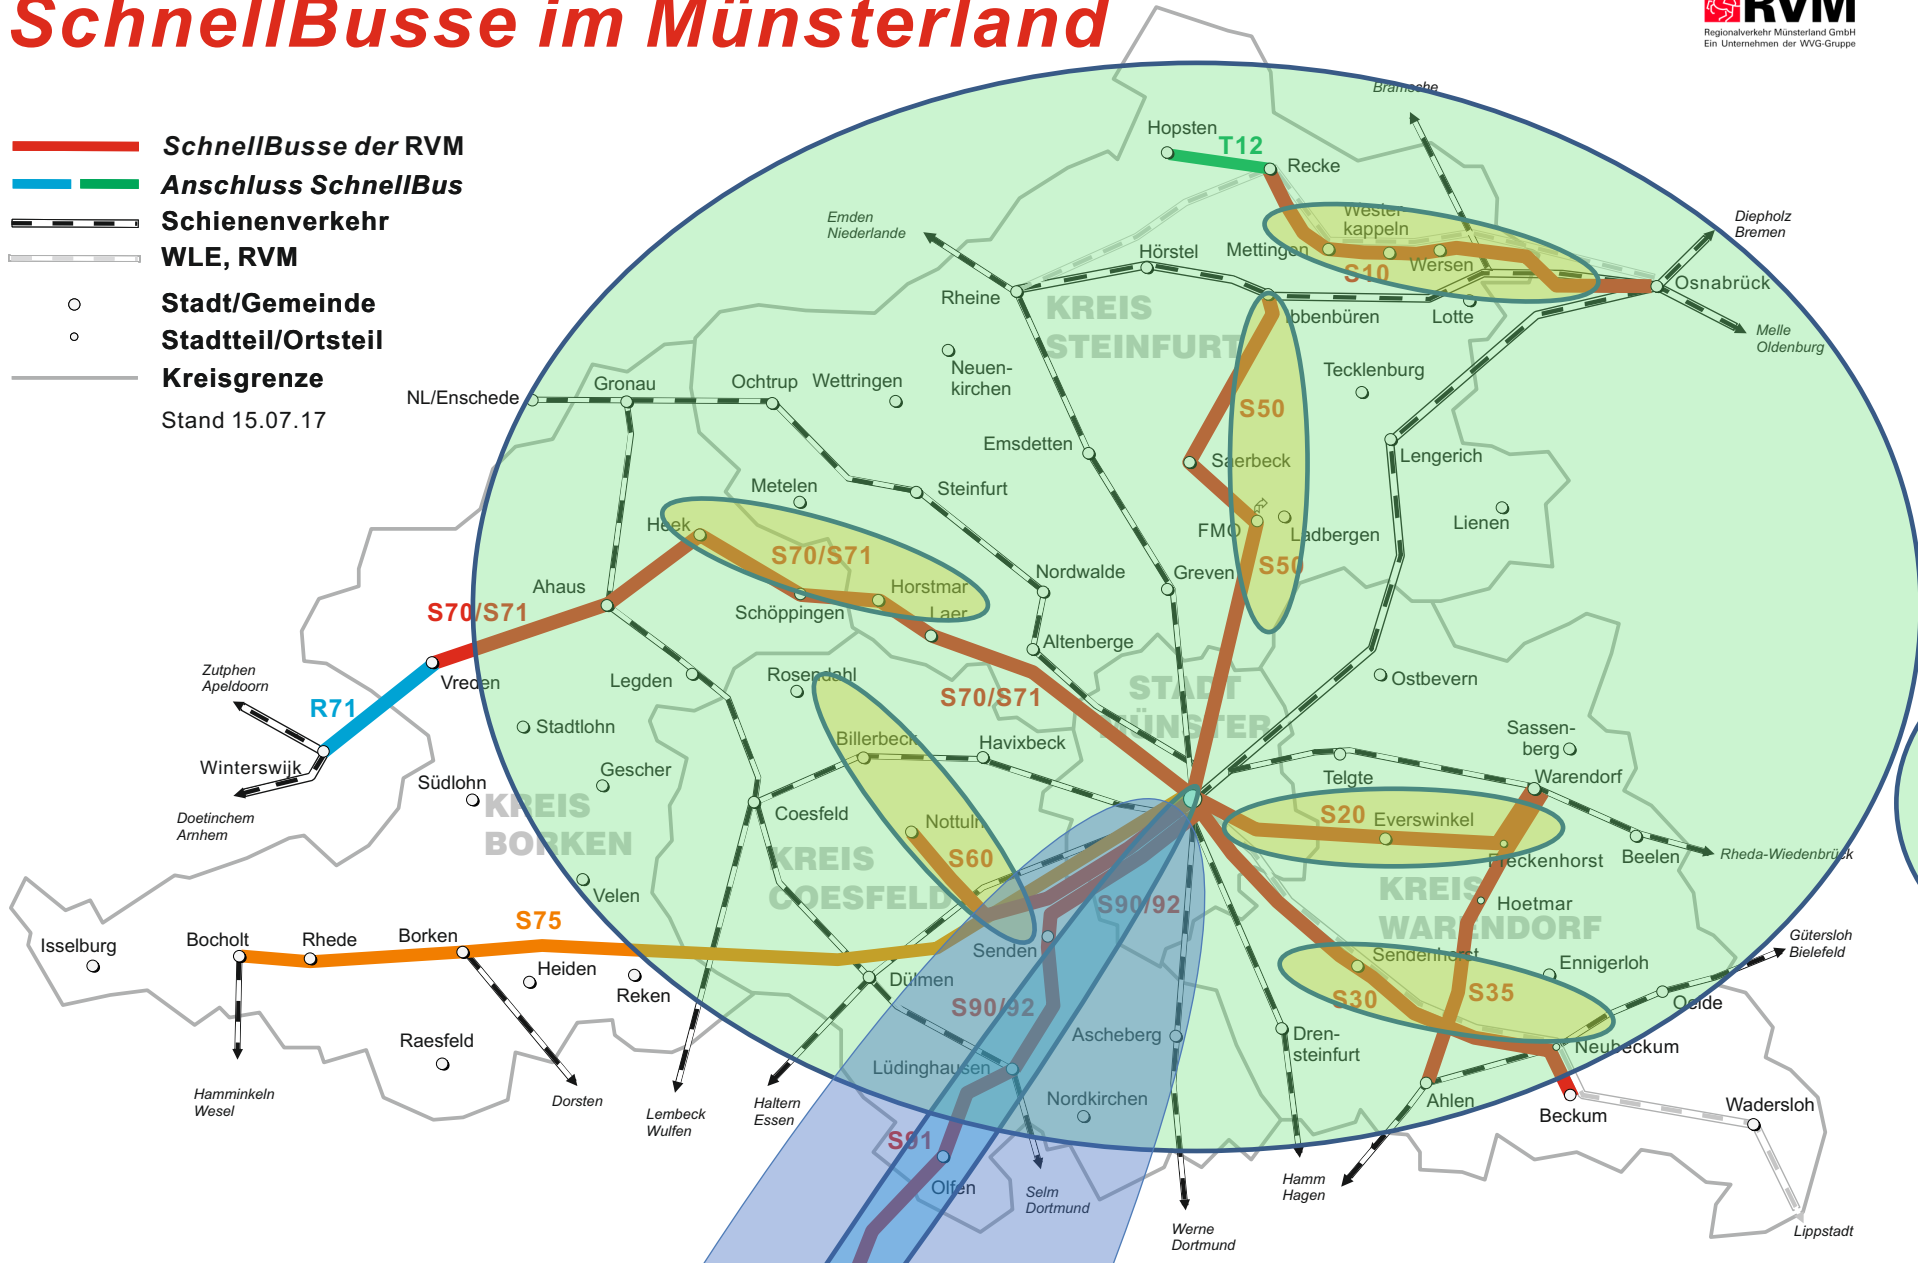 SchnellBusse im Münsterland
RVM
Regionalverkehr Münsterland GmbH
Ein Unternehmen der WVG-Gruppe
SchnellBusse der RVM
Anschluss SchnellBus
Schienenverkehr
WLE, RVM
Stadt/Gemeinde
Stadtteil/Ortsteil
Kreisgrenze
Stand 15.07.17
Bramsche
Hopsten
T12
Recke
Emden
Niederlande
Wester-
kappeln
Diepholz
Bremen
Hörstel
Mettingen
S10
Wersen
Osnabrück
Rheine
KREIS
STEINFURT
Ibbenbüren
Lotte
Melle
Oldenburg
Neuen-
kirchen
Tecklenburg
NL/Enschede
Gronau
Ochtrup
Wettringen
S50
Emsdetten
Saerbeck
Lengerich
Metelen
Steinfurt
Heek
FMO
Ladbergen
Lienen
S70/S71
S50
Ahaus
Horstmar
Nordwalde
Greven
S70/S71
Schöppingen
Laer
Altenberge
Zutphen
Apeldoorn
Vreden
Legden
Rosendahl
S70/S71
STADT
MÜNSTER
Ostbevern
R71
Stadtlohn
Billerbeck
Havixbeck
Sassen-
berg
Winterswijk
Gescher
Telgte
Warendorf
Südlohn
KREIS
BORKEN
Coesfeld
Doetinchem
Arnhem
Nottuln
S20
Everswinkel
S60
Freckenhorst
Beelen
Rheda-Wiedenbrück
KREIS
COESFELD
Velen
S90/92
KREIS
WARENDORF
Hoetmar
S75
Isselburg
Bocholt
Rhede
Borken
Heiden
Reken
Senden
Sendenhorst
Ennigerloh
Gütersloh
Bielefeld
Dülmen
S90/92
S30
S35
Oelde
Raesfeld
Ascheberg
Dren-
steinfurt
Neubeckum
Lüdinghausen
Hamminkeln
Wesel
Dorsten
Lembeck
Wulfen
Haltern
Essen
Nordkirchen
Ahlen
Beckum
Wadersloh
S91
Olfen
Selm
Dortmund
Hamm
Hagen
Werne
Dortmund
Lippstadt